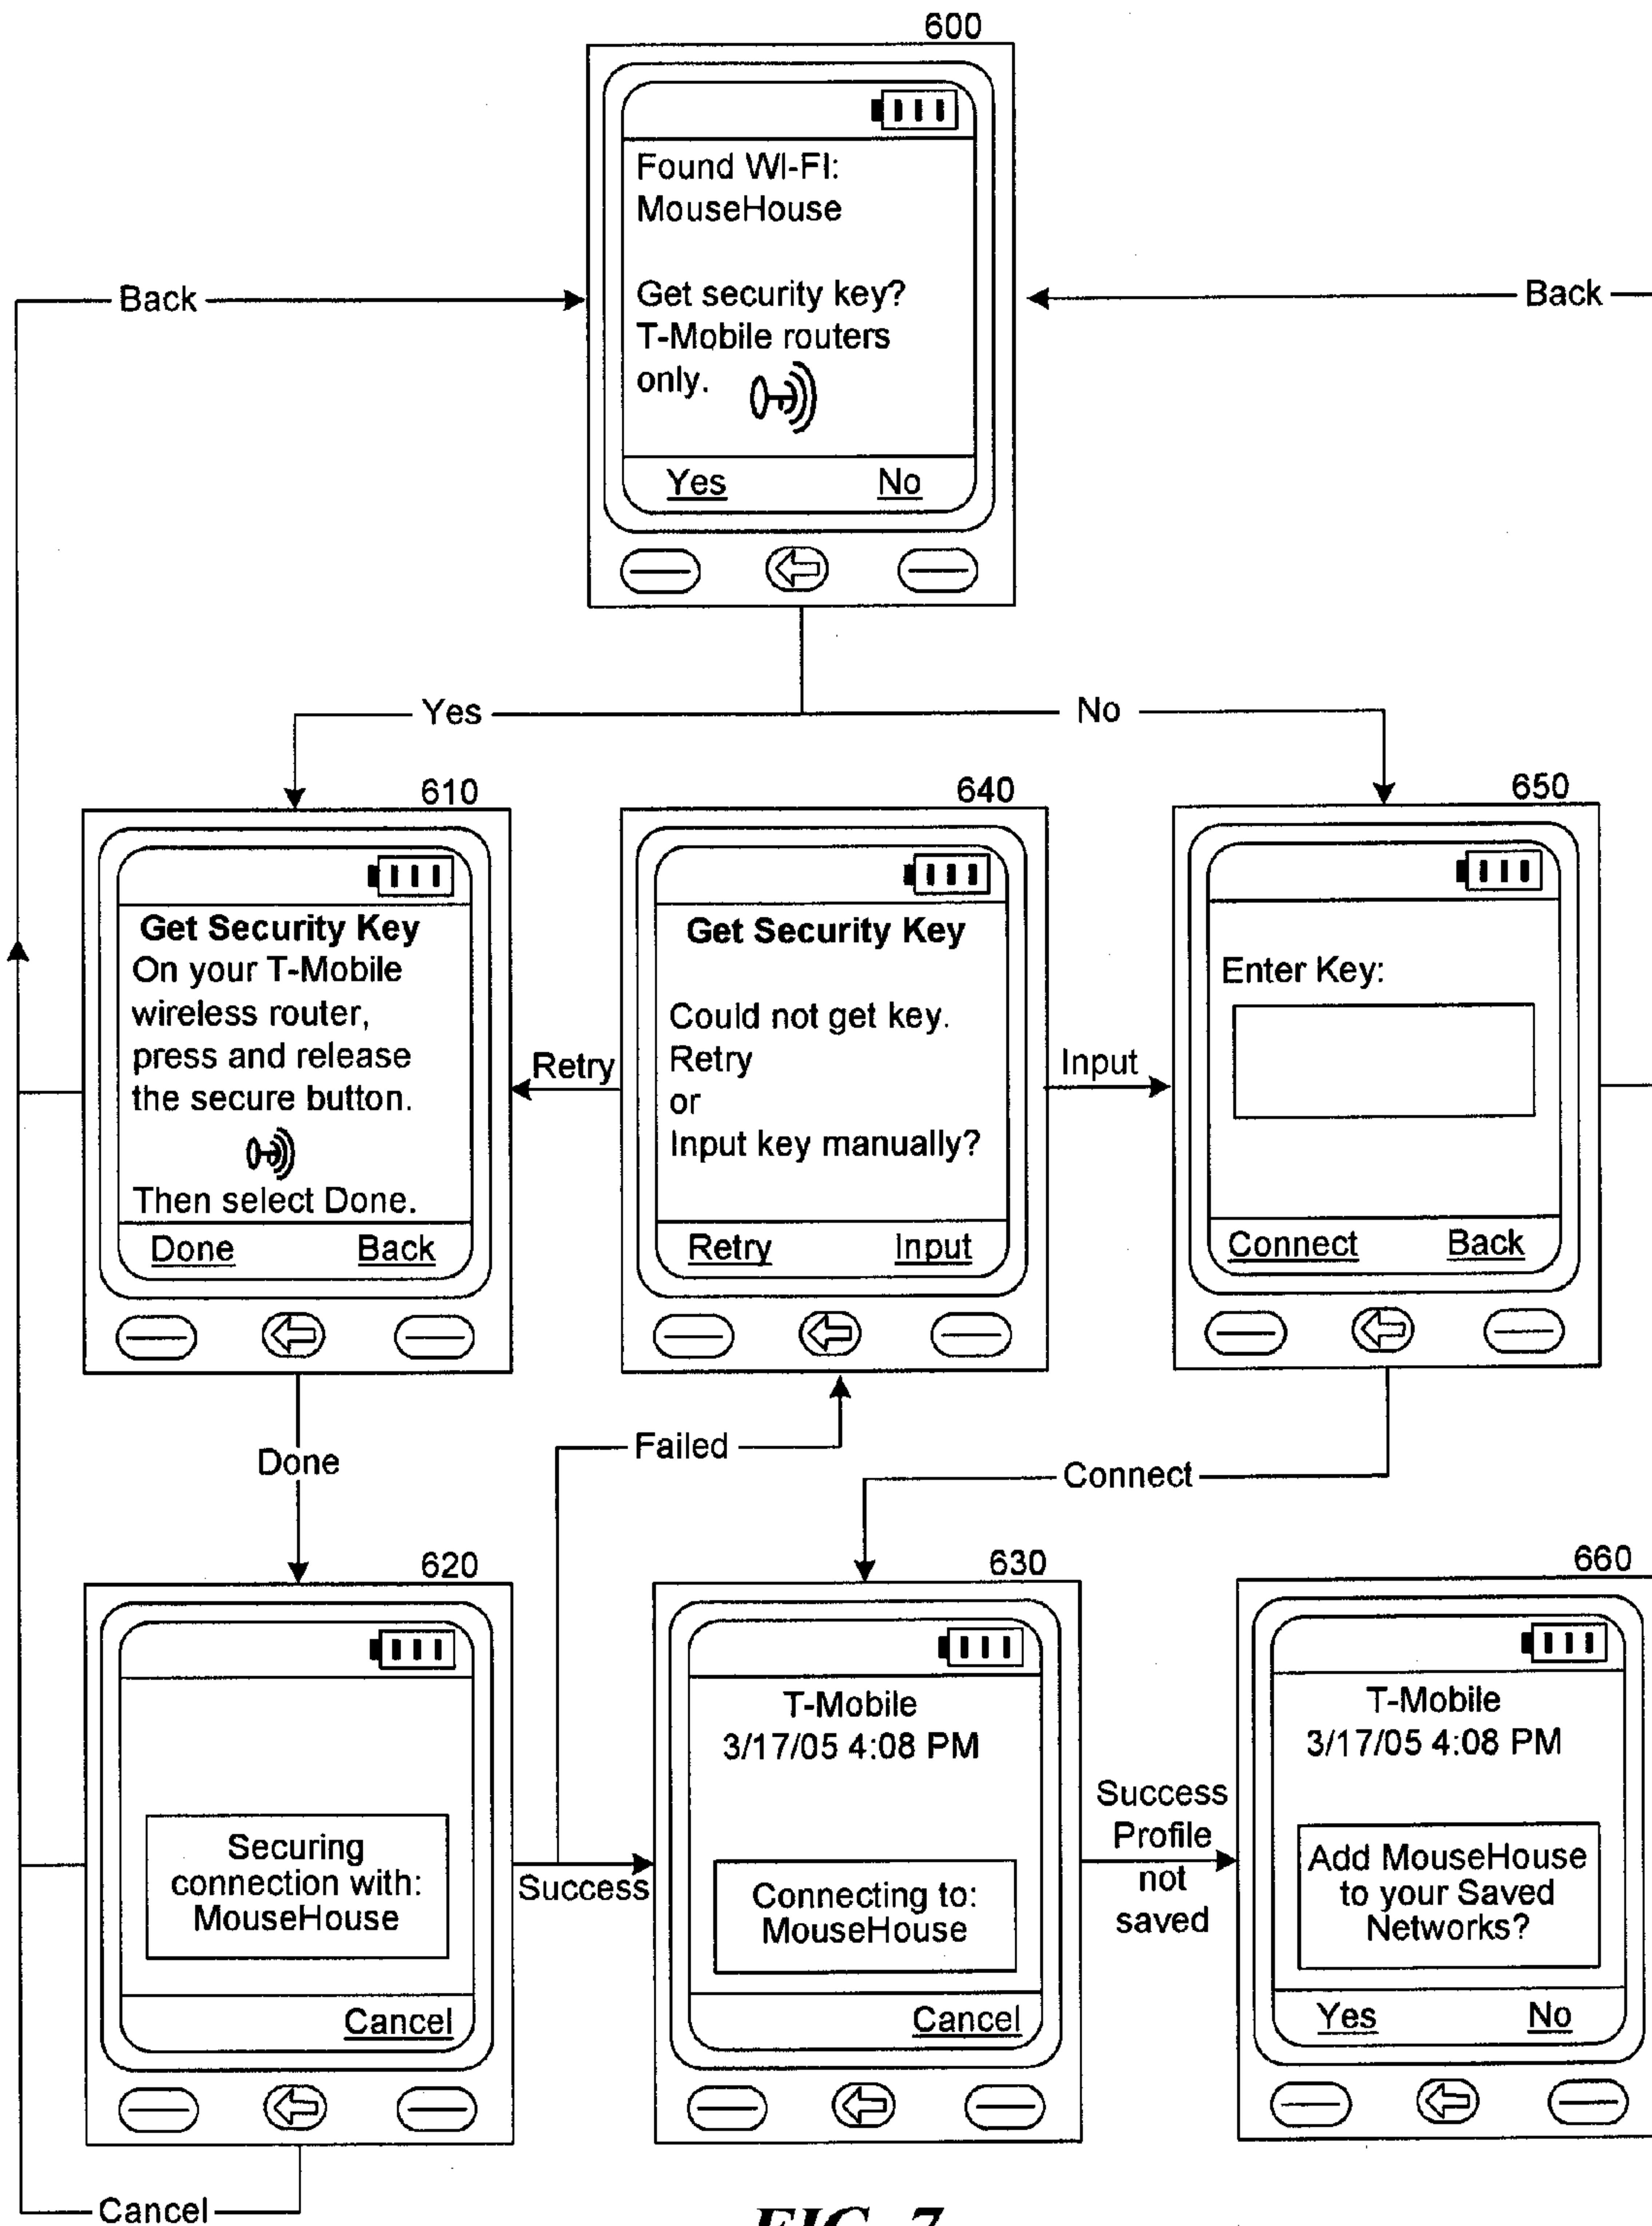 600
Found WI-FI:
MouseHouse
Get security key?
T-Mobile routers
only.
Yes No
Back
Back
Yes
No
610
Get Security Key
On your T-Mobile
wireless router,
press and release
the secure button.
Then select Done.
Done Back
Retry
640
Get Security Key
Could not get key.
Retry
or
Input key manually?
Retry Input
Input
650
Enter Key:
Connect Back
Done
Failed
Connect
620
Securing
connection with:
MouseHouse
Cancel
Success
630
T-Mobile
3/17/05 4:08 PM
Connecting to:
MouseHouse
Cancel
Success
Profile
not
saved
660
T-Mobile
3/17/05 4:08 PM
Add MouseHouse
to your Saved
Networks?
Yes No
Cancel
FIG. 7